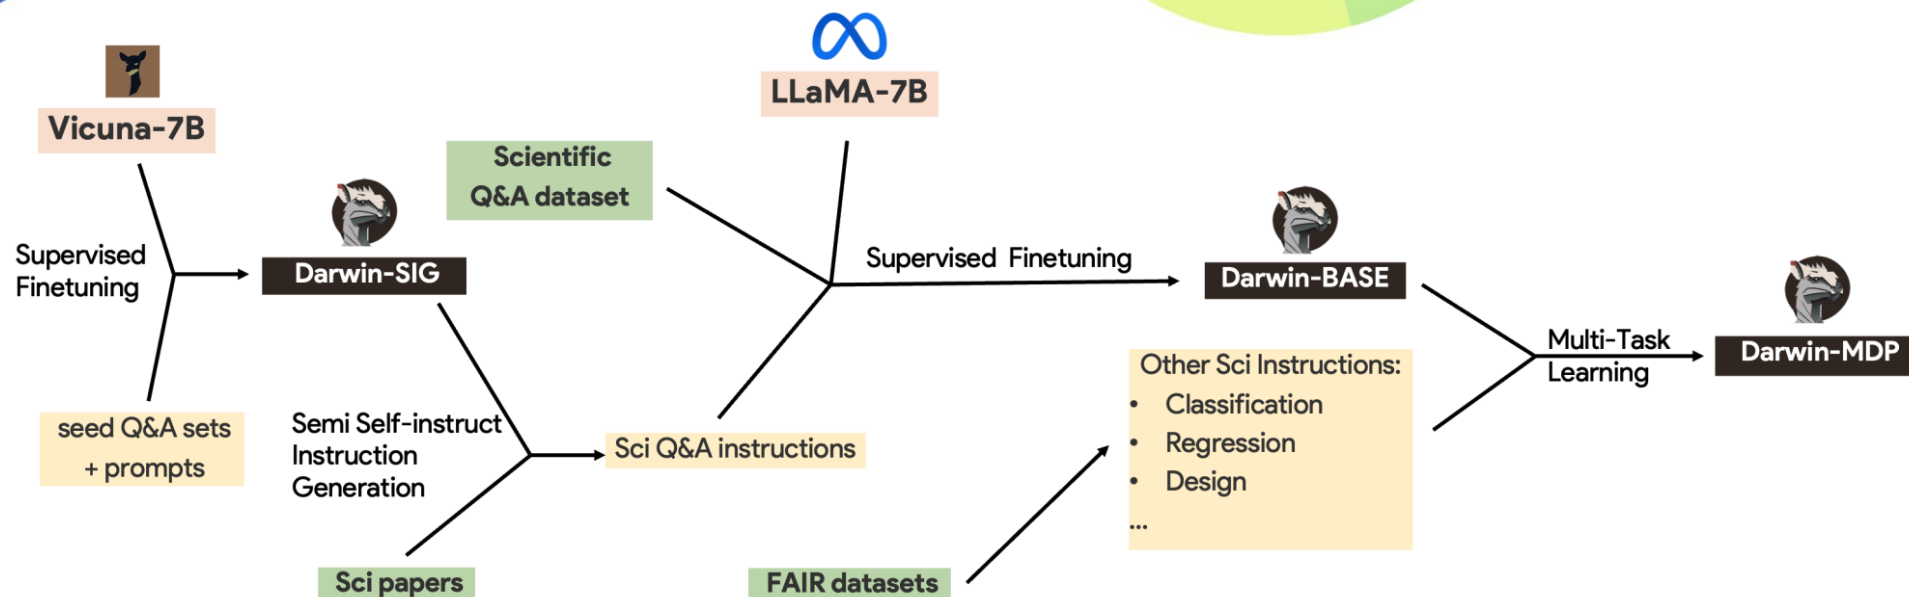 Vicuna-7B
Supervised
Finetuning
seed Q&A sets
+ prompts
Darwin-SIG
Semi Self-instruct
Instruction
Generation
Sci papers
Scientific
Q&A dataset
LLaMA-7B
Sci Q&A instructions
Supervised Finetuning
Darwin-BASE
FAIR datasets
Other Sci Instructions:
• Classification
• Regression
• Design
...
Multi-Task
Learning
Darwin-MDP